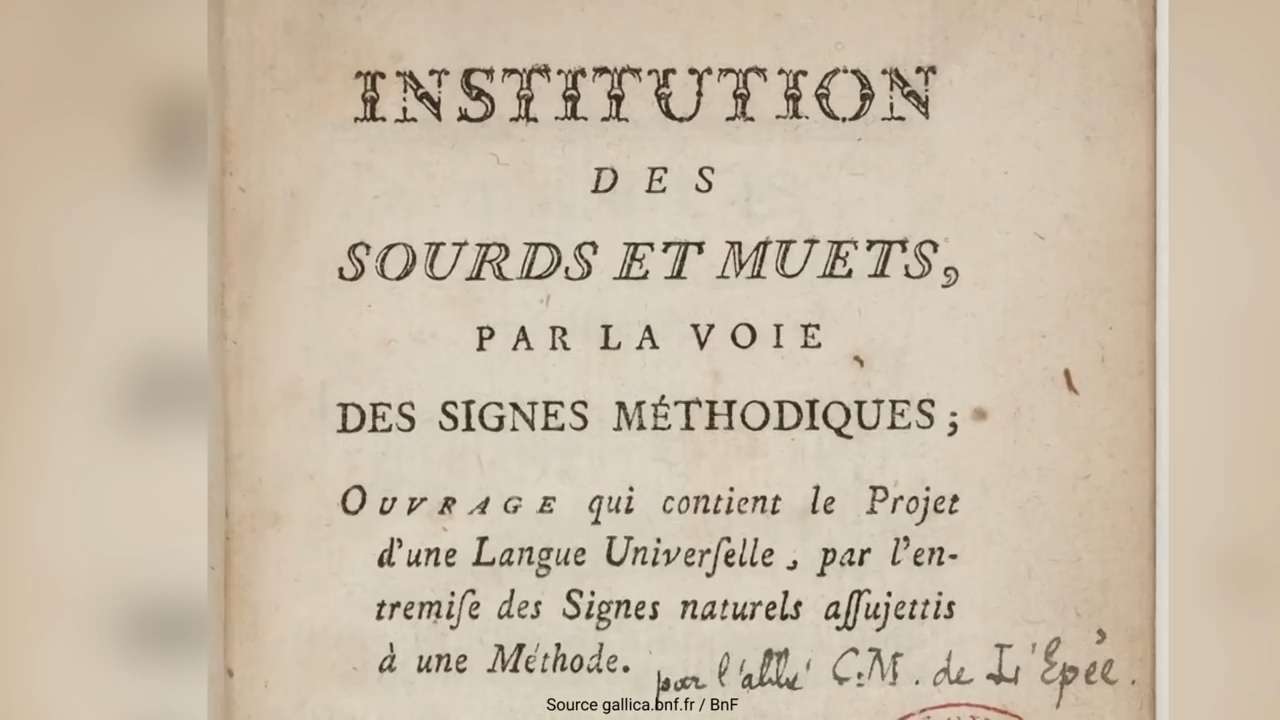 INSTITUTION
DES
SOURDS ET MUETS,
PAR LA VOIE
DES SIGNES MÉTHODIQUES;
OUVRAGE qui contient le Projet
d'une Langue Univerſelle, par l'en-
tremiſe des Signes naturels aſſujettis
à une Méthode.
par l'abbé C.M. de L'Epée.
Source gallica.bnf.fr / BnF